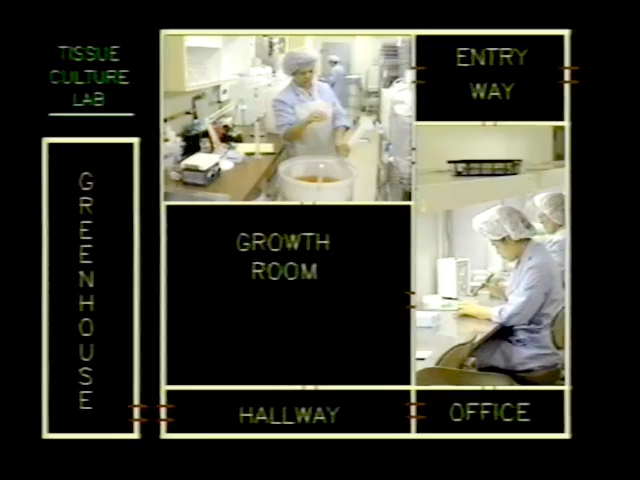 TISSUE
CULTURE
LAB
ENTRY
WAY
GREENHOUSE
GROWTH
ROOM
HALLWAY
OFFICE